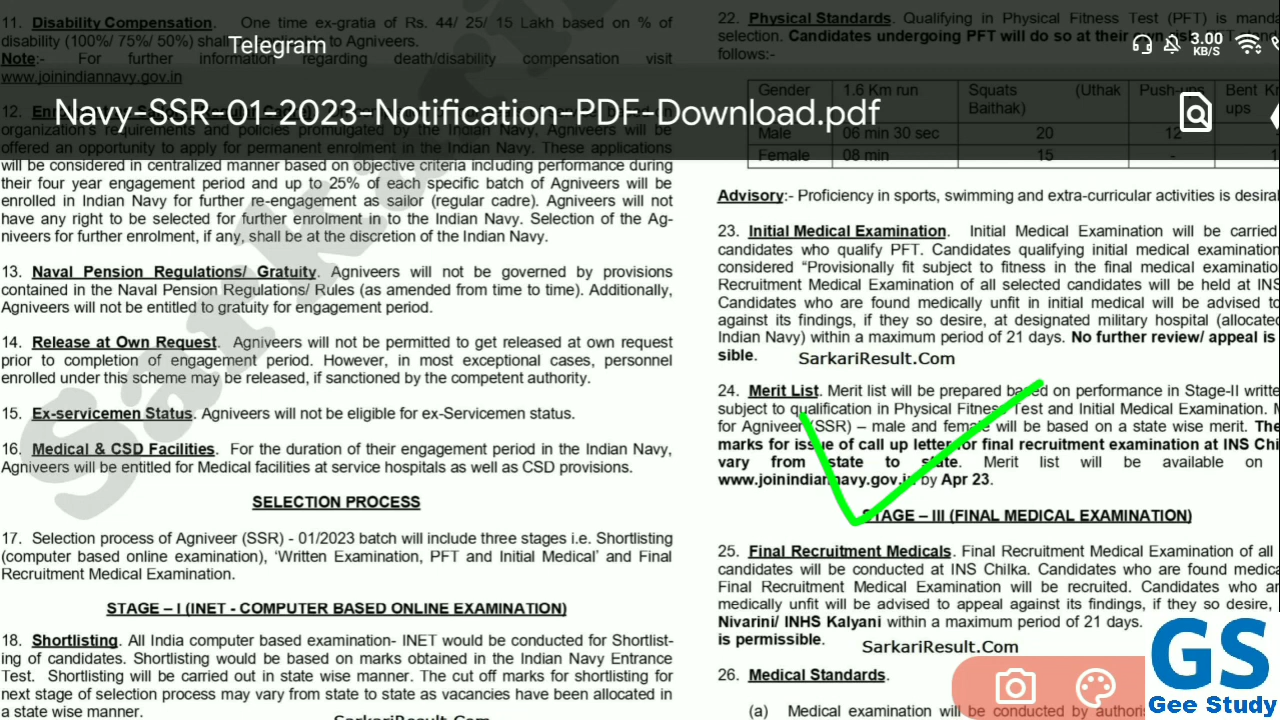 11. Disability Compensation. One time ex-gratia of Rs. 44/ 25/ 15 Lakh based on % of
disability (100%/ 75%/ 50%) shall
Agniveers.
Telegram
3.00
KB/S
Note:- For further information regarding death/disability compensation visit
www.joinindiannavy.gov.in
Navy-SSR-01-2023-Notification-PDF-Download.pdf
12.
organization's requirements and policies promulgated by the Indian Navy, Agniveers will be
offered an opportunity to apply for permanent enrolment in the Indian Navy. These applications
will be considered in centralized manner based on objective criteria including performance during
their four year engagement period and up to 25% of each specific batch of Agniveers will be
enrolled in Indian Navy for further re-engagement as sailor (regular cadre). Agniveers will not
have any right to be selected for further enrolment in to the Indian Navy. Selection of the Ag-
niveers for further enrolment, if any, shall be at the discretion of the Indian Navy.
13. Naval Pension Regulations/ Gratuity. Agniveers will not be governed by provisions
contained in the Naval Pension Regulations/ Rules (as amended from time to time). Additionally,
Agniveers will not be entitled to gratuity for engagement period.
14. Release at Own Request. Agniveers will not be permitted to get released at own request
prior to completion of engagement period. However, in most exceptional cases, personnel
enrolled under this scheme may be released, if sanctioned by the competent authority.
15. Ex-servicemen Status. Agniveers will not be eligible for ex-Servicemen status.
16. Medical & CSD Facilities. For the duration of their engagement period in the Indian Navy,
Agniveers will be entitled for Medical facilities at service hospitals as well as CSD provisions.
SELECTION PROCESS
17. Selection process of Agniveer (SSR) - 01/2023 batch will include three stages i.e. Shortlisting
(computer based online examination), 'Written Examination, PFT and Initial Medical' and Final
Recruitment Medical Examination.
STAGE – I (INET - COMPUTER BASED ONLINE EXAMINATION)
18. Shortlisting. All India computer based examination- INET would be conducted for Shortlist-
ing of candidates. Shortlisting would be based on marks obtained in the Indian Navy Entrance
Test. Shortlisting will be carried out in state wise manner. The cut off marks for shortlisting for
next stage of selection process may vary from state to state as vacancies have been allocated in
a state wise manner.
SarkariResult.Com
22. Physical Standards. Qualifying in Physical Fitness Test (PFT) is
selection. Candidates undergoing PFT will do so at their
follows:-
Gender 1.6 Km run Squats (Uthak Push-ups Bent
Baithak) ups
Male 06 min 30 sec 20 12
Female 08 min 15 -
Advisory:- Proficiency in sports, swimming and extra-curricular activities is
23. Initial Medical Examination. Initial Medical Examination will be carried
candidates who qualify PFT. Candidates qualifying initial medical examination
considered "Provisionally fit subject to fitness in the final medical
Recruitment Medical Examination of all selected candidates will be held at INS
Candidates who are found medically unfit in initial medical will be advised to
against its findings, if they so desire, at designated military hospital
Indian Navy) within a maximum period of 21 days. No further review/ appeal is
sible. SarkariResult.Com
24. Merit List. Merit list will be prepared based on performance in Stage-II
subject to qualification in Physical Fitness Test and Initial Medical Examination.
for Agniveer (SSR) – male and female will be based on a state wise merit. The
marks for issue of call up letter for final recruitment examination at INS
vary from state to state. Merit list will be available on
www.joinindiannavy.gov.in by Apr 23.
STAGE – III (FINAL MEDICAL EXAMINATION)
25. Final Recruitment Medicals. Final Recruitment Medical Examination of all
candidates will be conducted at INS Chilka. Candidates who are found
Final Recruitment Medical Examination will be recruited. Candidates who
medically unfit will be advised to appeal against its findings, if they so desire,
Nivarini/ INHS Kalyani within a maximum period of 21 days.
is permissible. SarkariResult.Com
26. Medical Standards.
(a) Medical examination will be conducted by
GS
Gee Study